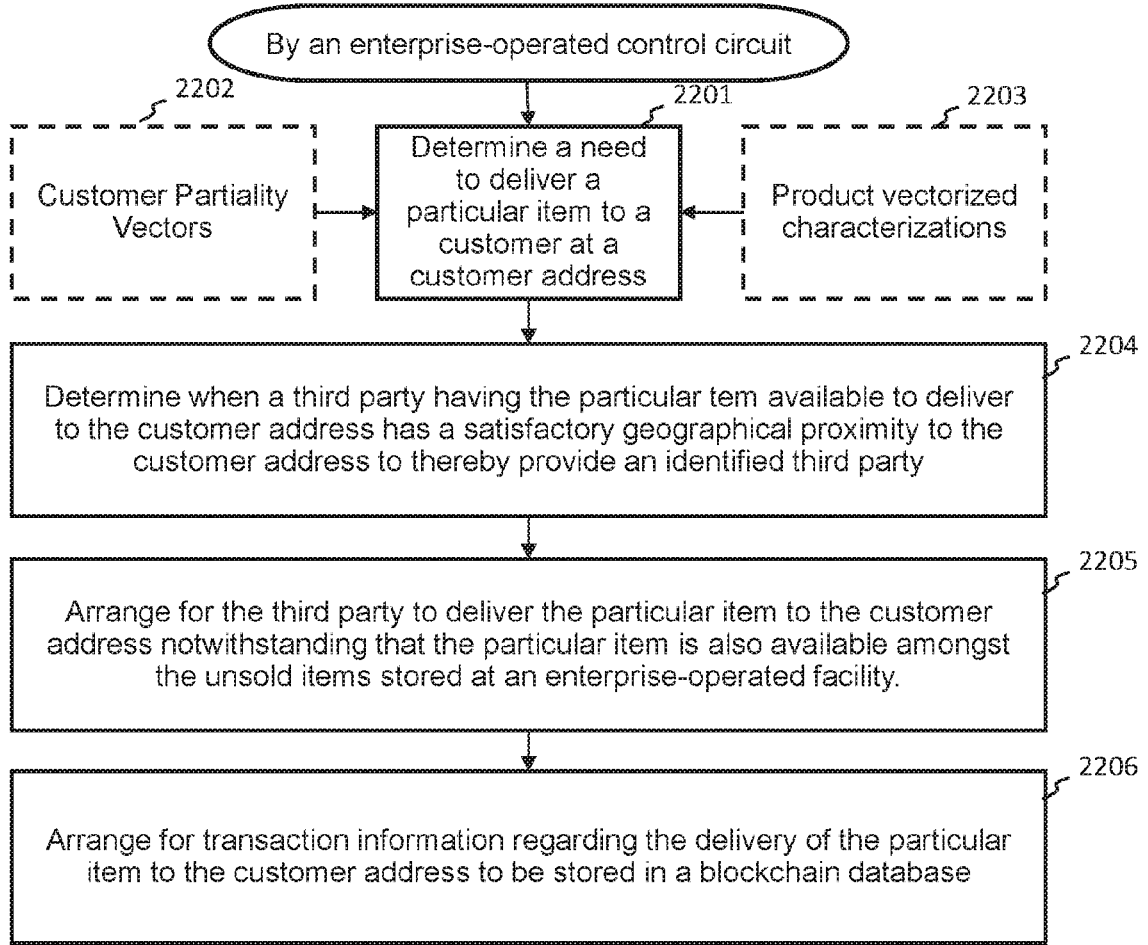 By an enterprise-operated control circuit
2202
2201
2203
Customer Partiality
Vectors
Determine a need
to deliver a
particular item to a
customer at a
customer address
Product vectorized
characterizations
2204
Determine when a third party having the particular tem available to deliver
to the customer address has a satisfactory geographical proximity to the
customer address to thereby provide an identified third party
2205
Arrange for the third party to deliver the particular item to the customer
address notwithstanding that the particular item is also available amongst
the unsold items stored at an enterprise-operated facility.
2206
Arrange for transaction information regarding the delivery of the particular
item to the customer address to be stored in a blockchain database